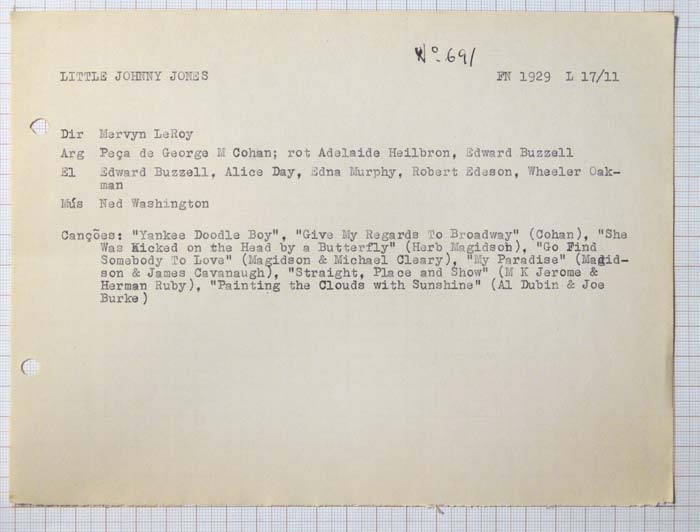 Nº 691
LITTLE JOHNNY JONES FN 1929 L 17/11
Dir Mervyn LeRoy
Arg Peça de George M Cohan; rot Adelaide Heilbron, Edward Buzzell
El Edward Buzzell, Alice Day, Edna Murphy, Robert Edeson, Wheeler Oak-
man
Mús Ned Washington
Canções: "Yankee Doodle Boy", "Give My Regards To Broadway" (Cohan), "She
Was Kicked on the Head by a Butterfly" (Herb Magidson), "Go Find
Somebody To Love" (Magidson & Michael Cleary), "My Paradise" (Magid-
son & James Cavanaugh), "Straight, Place and Show" (M K Jerome &
Herman Ruby), "Painting the Clouds with Sunshine" (Al Dubin & Joe
Burke)